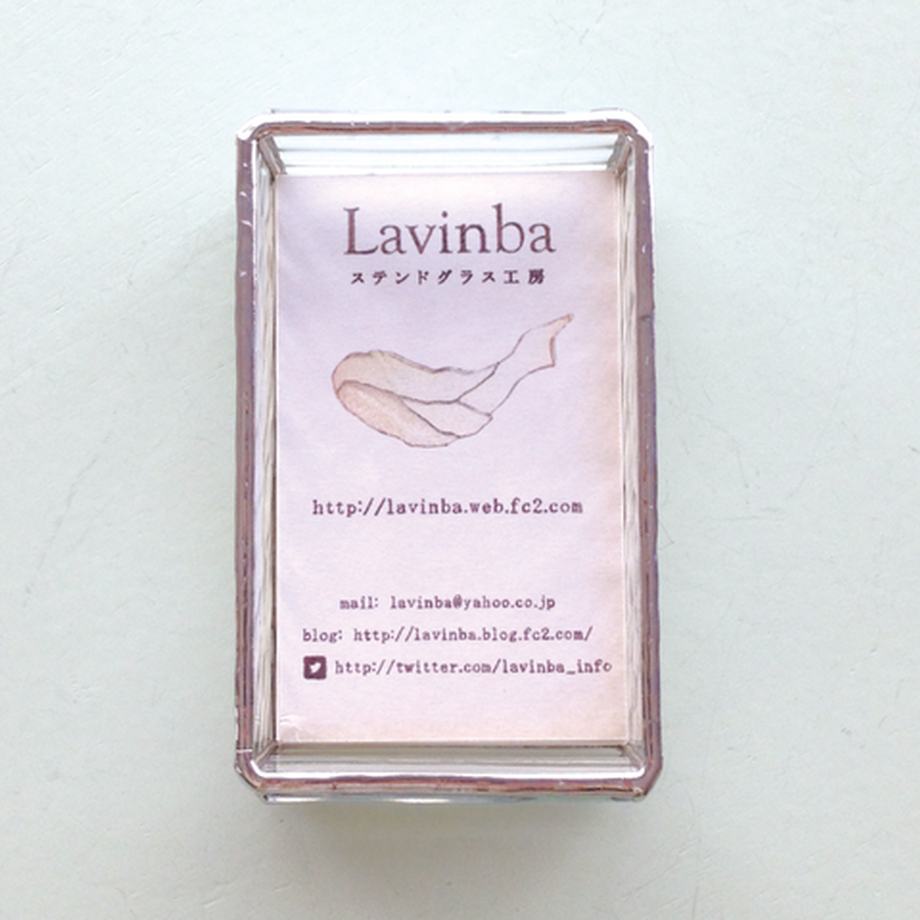 Lavinba
ステンドグラス工房
http://lavinba.web.fc2.com
mail: lavinba@yahoo.co.jp
blog: http://lavinba.blog.fc2.com/
http://twitter.com/lavinba_info